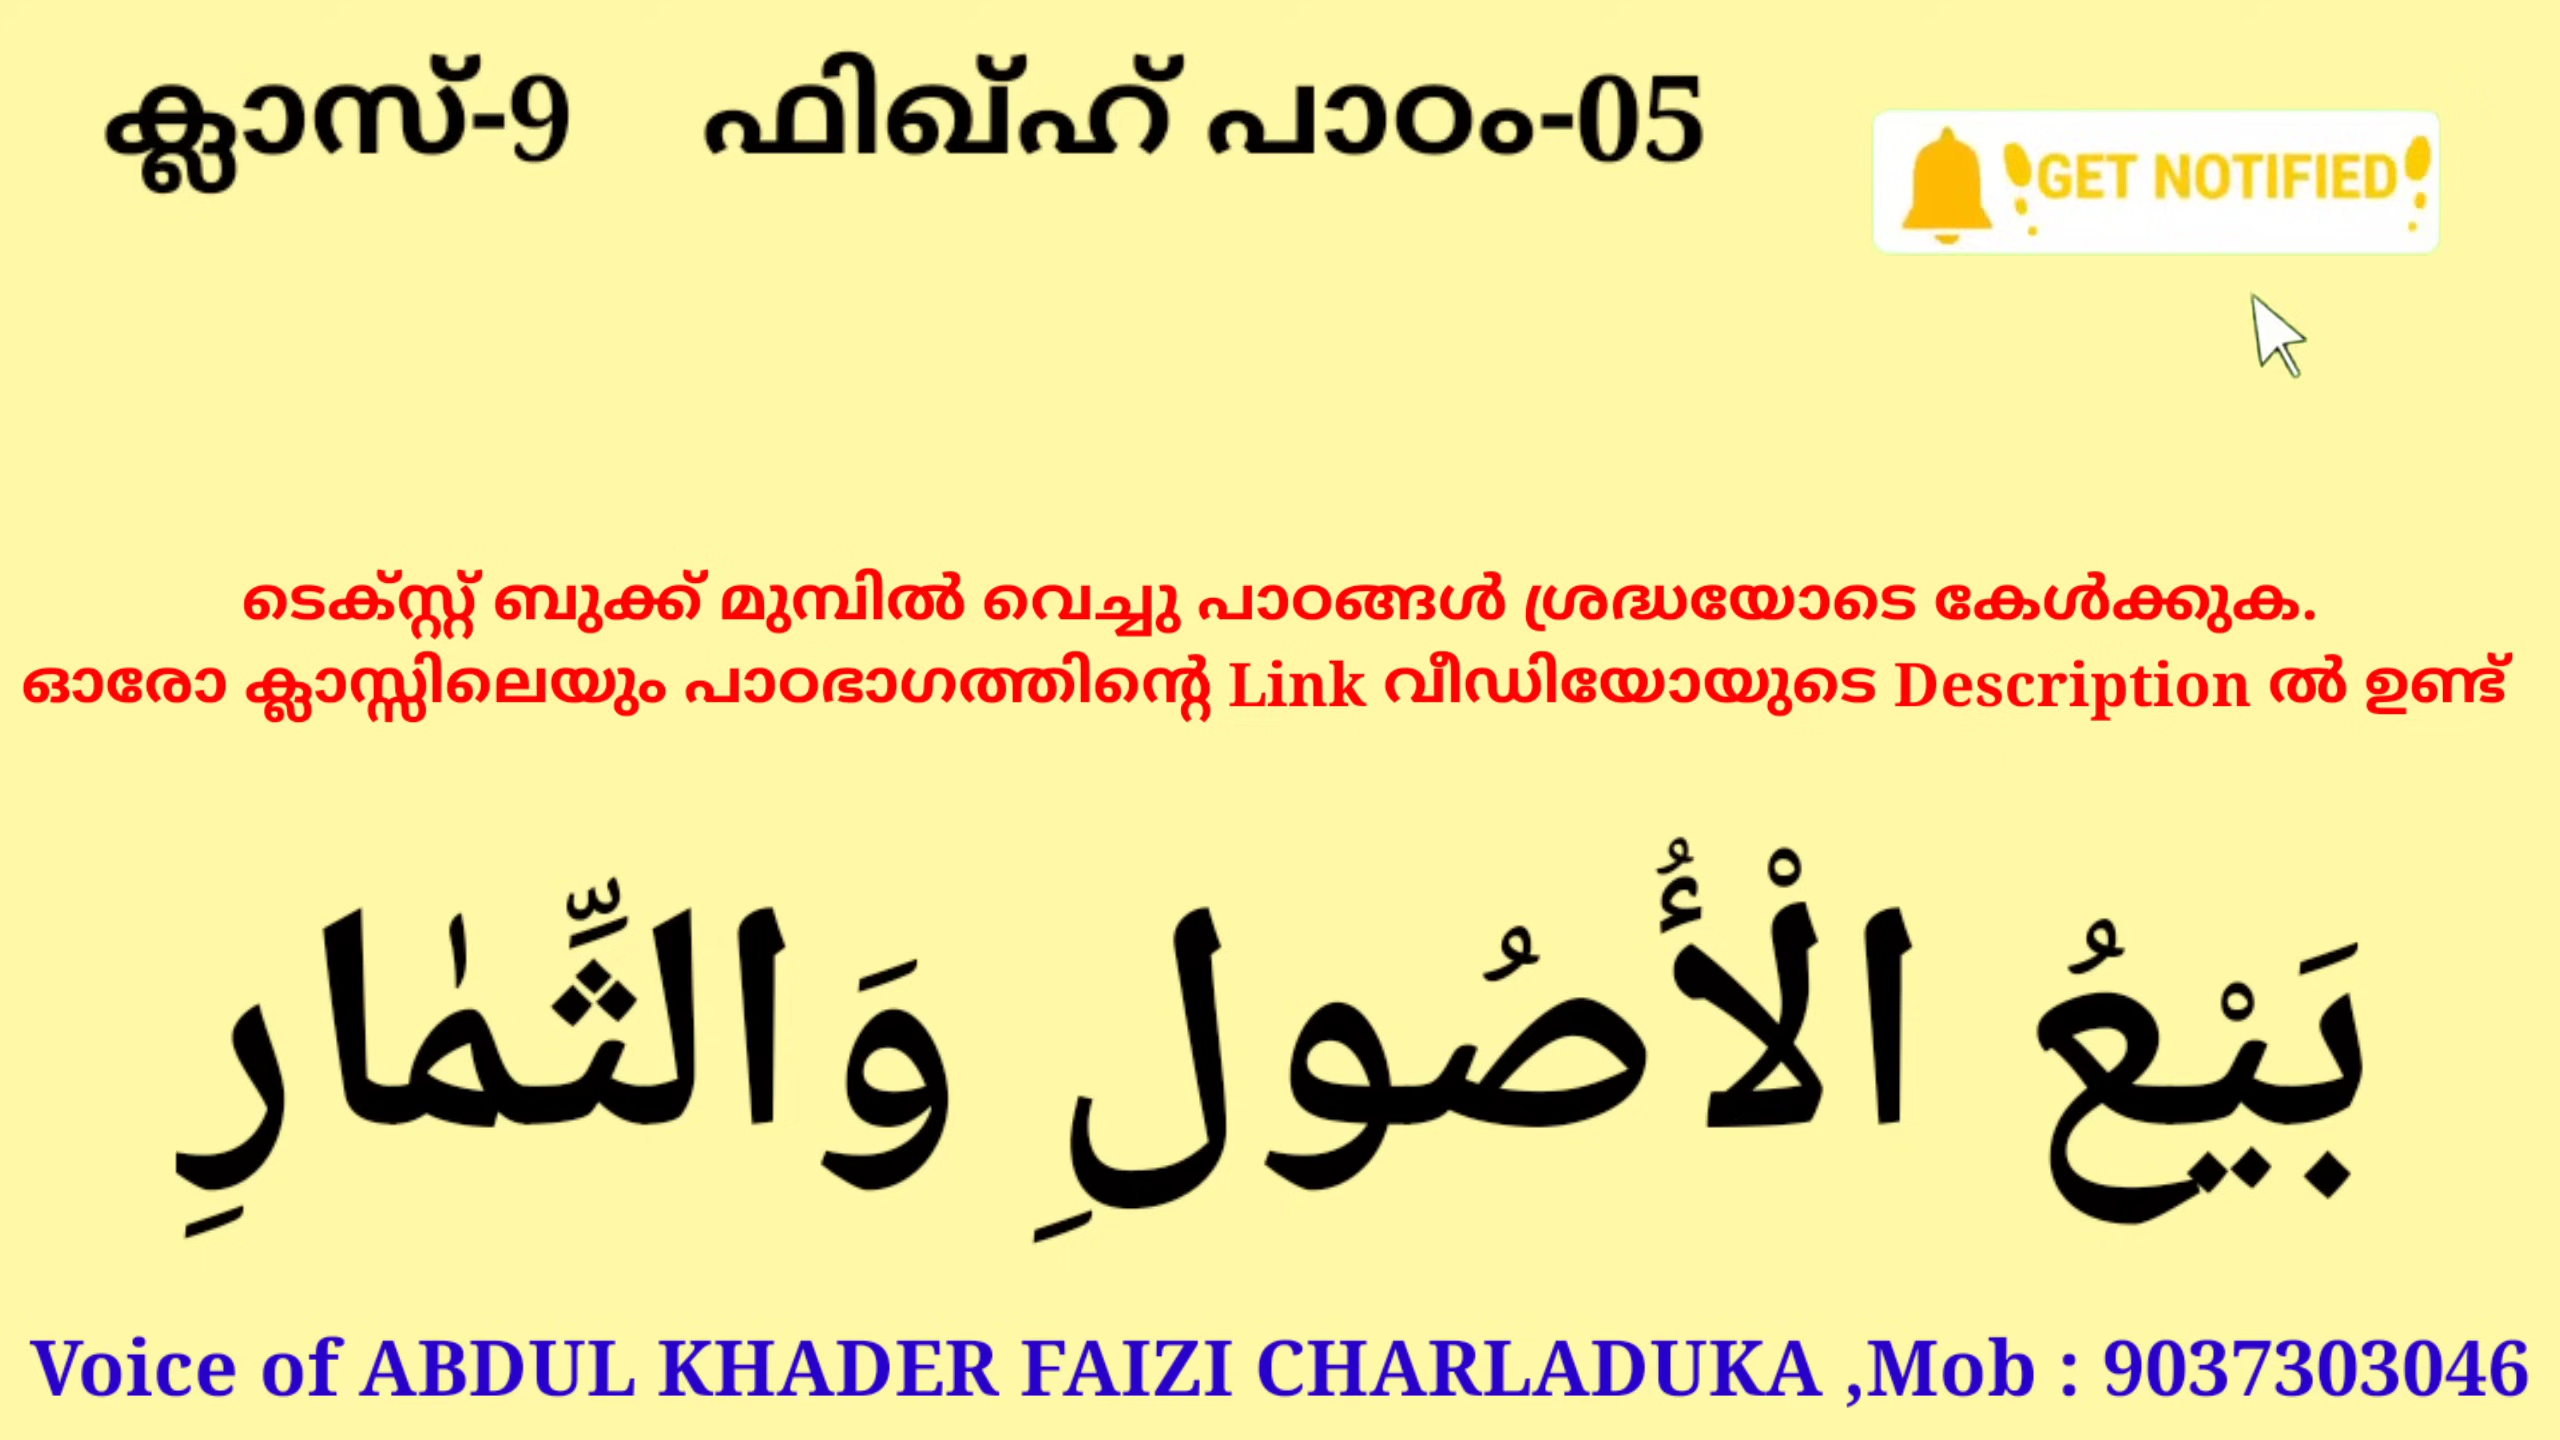 ക്ലാസ്-9 ഫിഖ്ഹ് പാഠം-05
GET NOTIFIED
ടെക്സ്റ്റ് ബുക്ക് മുമ്പിൽ വെച്ചു പാഠങ്ങൾ ശ്രദ്ധയോടെ കേൾക്കുക.
ഓരോ ക്ലാസ്സിലെയും പാഠഭാഗത്തിന്റെ Link വീഡിയോയുടെ Description ൽ ഉണ്ട്
بَيْعُ الْأُصُولِ وَالثِّمٰارِ
Voice of ABDUL KHADER FAIZI CHARLADUKA ,Mob : 9037303046